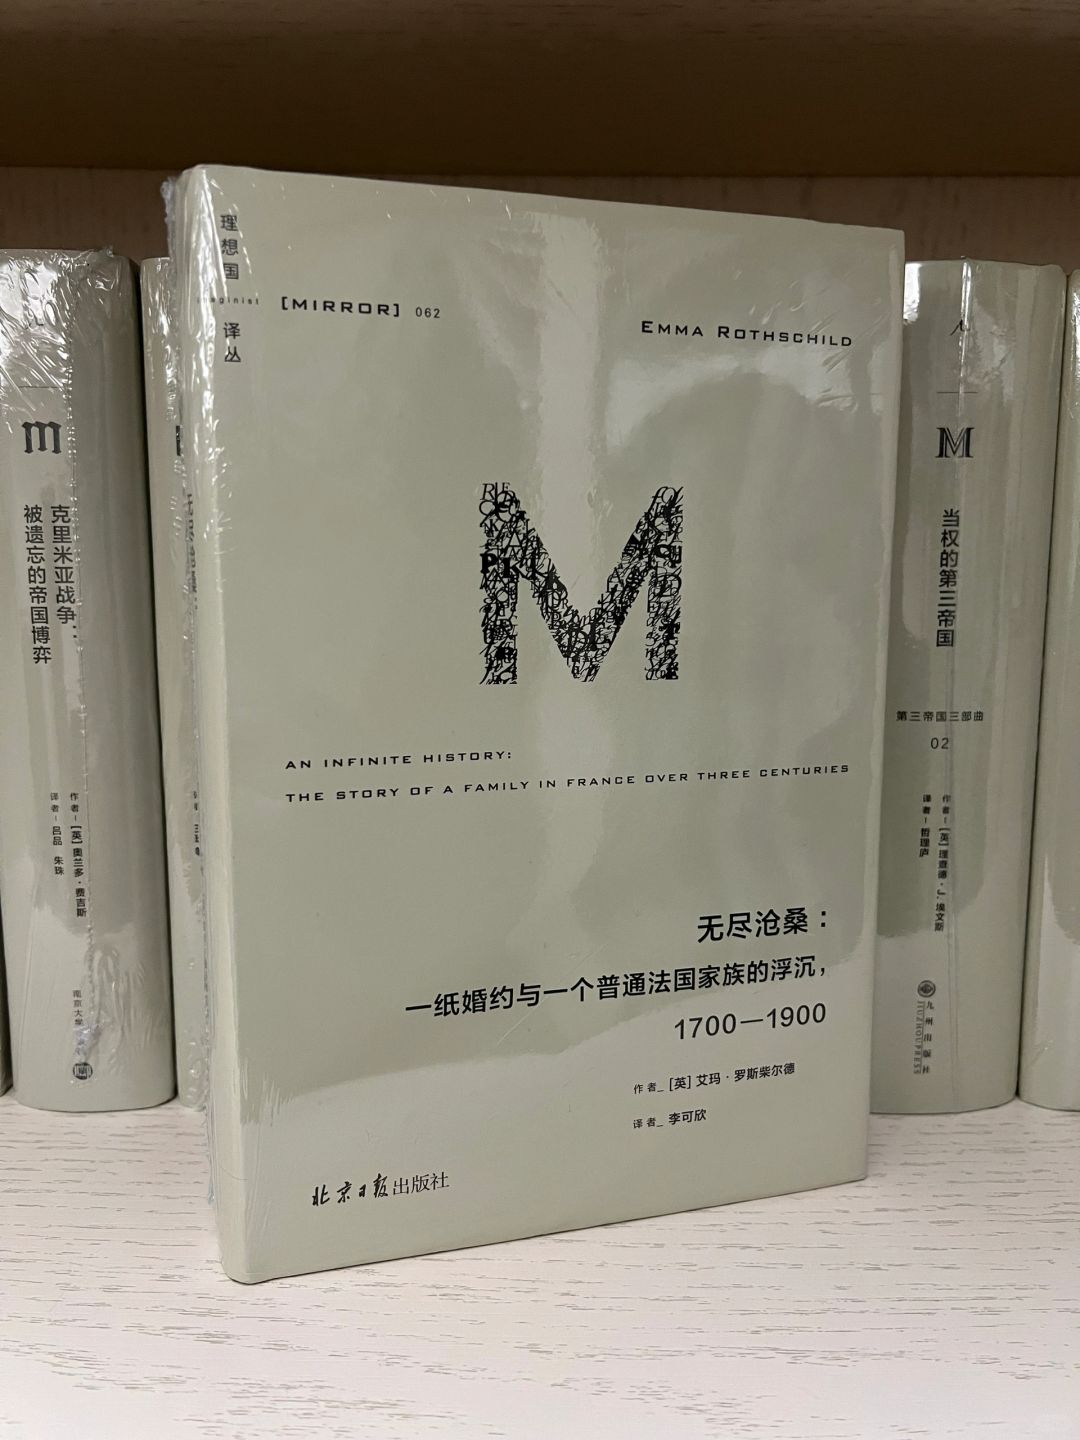 理想国
imaginist
译丛
[MIRROR] 062
EMMA ROTHSCHILD
M
AN INFINITE HISTORY:
THE STORY OF A FAMILY IN FRANCE OVER THREE CENTURIES
无尽沧桑：
一纸婚约与一个普通法国家族的浮沉，
1700—1900
作者_ [英] 艾玛·罗斯柴尔德
译者_ 李可欣
北京日报出版社
M
克里米亚战争：
被遗忘的帝国博弈
作者－[英] 奥兰多·费吉斯
译者－吕品 朱珠
南京大学
M
当权的第三帝国
第三帝国三部曲
02
作者－[英] 理查德·J. 埃文斯
译者－哲理庐
九州出版社
JIUZHOUPRESS